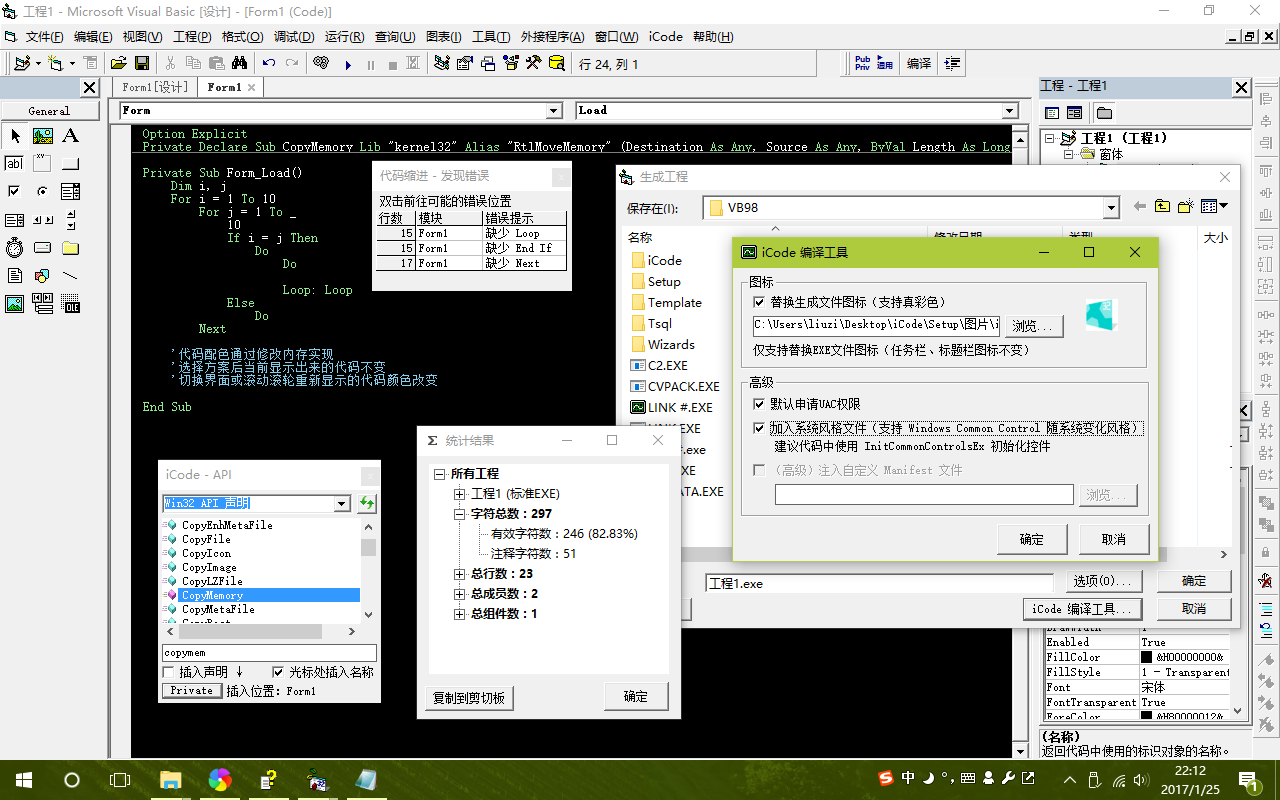 工程1 - Microsoft Visual Basic [设计] - [Form1 (Code)]
文件(F) 编辑(E) 视图(V) 工程(P) 格式(O) 调试(D) 运行(R) 查询(U) 图表(I) 工具(T) 外接程序(A) 窗口(W) iCode 帮助(H)
行 24, 列 1
Pub
Priv 通用 编译
General
Form1[设计] Form1
Form Load
Option Explicit
Private Declare Sub CopyMemory Lib "kernel32" Alias "RtlMoveMemory" (Destination As Any, Source As Any, ByVal Length As Long
Private Sub Form_Load()
Dim i, j
For i = 1 To 10
For j = 1 To _
10
If i = j Then
Do
Do
Loop: Loop
Else
Do
Next
'代码配色通过修改内存实现
'选择方案后当前显示出来的代码不变
'切换界面或滚动滚轮重新显示的代码颜色改变
End Sub
代码缩进 - 发现错误
双击前往可能的错误位置
行数 模块 错误提示
15 Form1 缺少 Loop
15 Form1 缺少 End If
17 Form1 缺少 Next
iCode - API
Win32 API 声明
CopyEnhMetaFile
CopyFile
CopyIcon
CopyImage
CopyLZFile
CopyMemory
CopyMetaFile
copymem
插入声明 ↓ 光标处插入名称
Private 插入位置: Form1
Σ 统计结果
所有工程
工程1 (标准EXE)
字符总数：297
有效字符数：246 (82.83%)
注释字符数：51
总行数：23
总成员数：2
总组件数：1
复制到剪切板 确定
生成工程
保存在(I): VB98
名称 修改日期 类型 大小
iCode
Setup
Template
Tsql
Wizards
C2.EXE
CVPACK.EXE
LINK #.EXE
工程1.exe
选项(O)... 确定
iCode 编译工具... 取消
iCode 编译工具
图标
替换生成文件图标（支持真彩色）
C:\Users\liuzi\Desktop\iCode\Setup\图片\i 浏览...
仅支持替换EXE文件图标（任务栏、标题栏图标不变）
高级
默认申请UAC权限
加入系统风格文件（支持 Windows Common Control 随系统变化风格）
建议代码中使用 InitCommonControlsEx 初始化控件
（高级）注入自定义 Manifest 文件
浏览...
确定 取消
工程 - 工程1
工程1 (工程1)
窗体
DrawWidth 1
Enabled True
FillColor &H00000000&
FillStyle 1 - Transparent
Font 宋体
FontTransparent True
ForeColor &H80000012&
(名称)
返回代码中使用的标识对象的名称。
中
22:12
2017/1/25
1